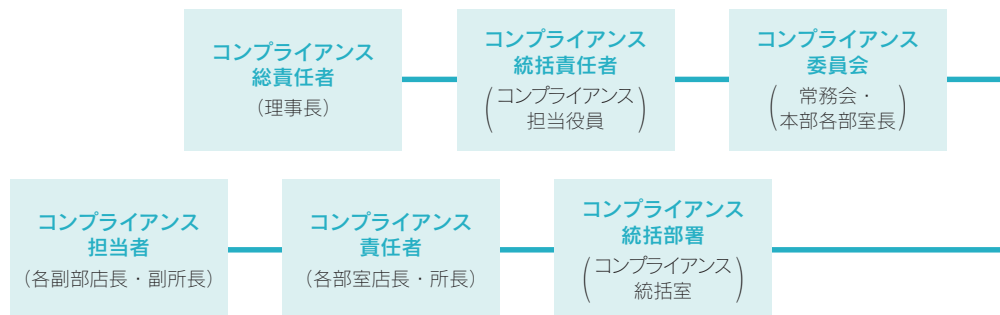 コンプライアンス
総責任者
(理事長)
コンプライアンス
統括責任者
(コンプライアンス
担当役員)
コンプライアンス
委員会
(常務会・
本部各部室長)
コンプライアンス
担当者
(各副部店長・副所長)
コンプライアンス
責任者
(各部室店長・所長)
コンプライアンス
統括部署
(コンプライアンス
統括室)